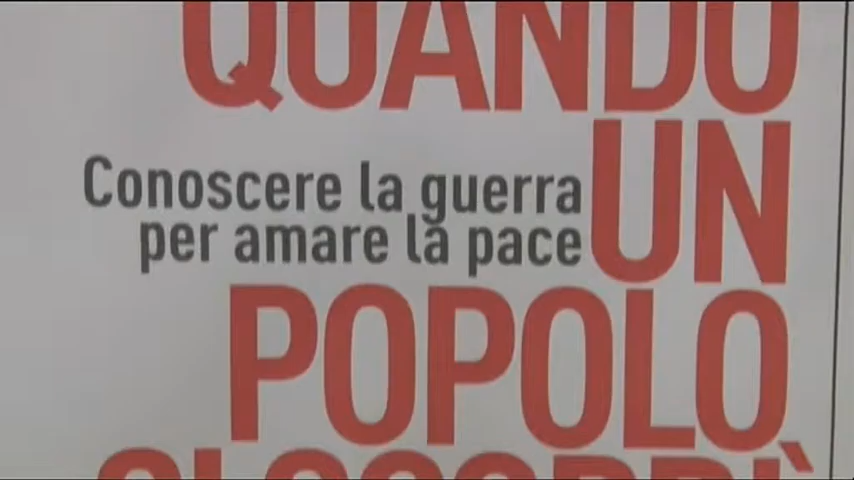 QUANDO
Conoscere la guerra
per amare la pace
UN
POPOLO